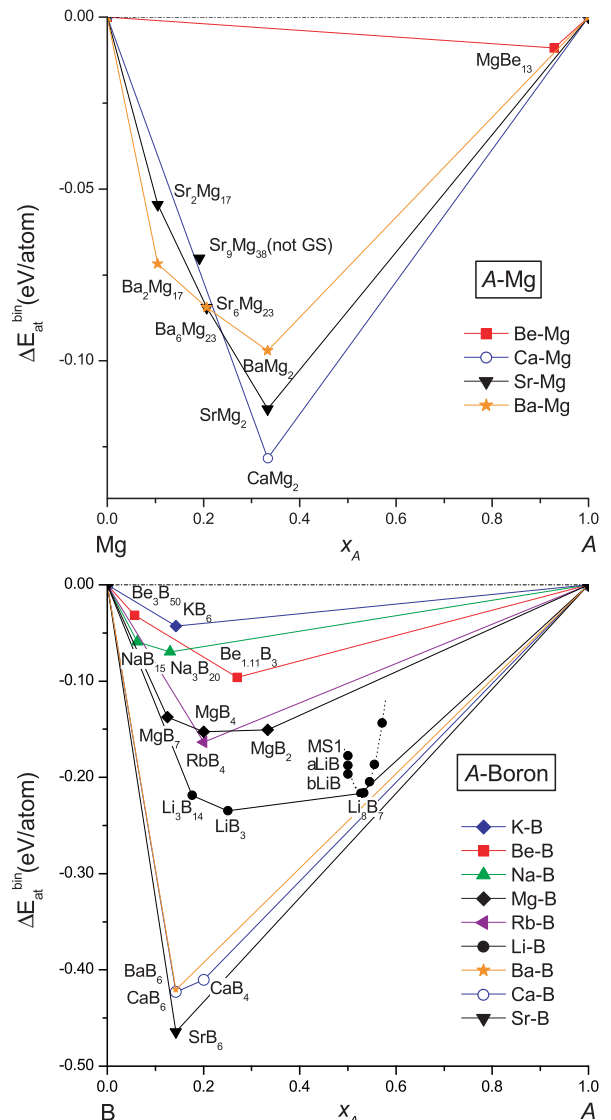 0.00
MgBe13
-0.05
Sr2Mg17
Sr9Mg38(not GS)
Ba2Mg17
Sr6Mg23
Ba6Mg23
BaMg2
-0.10
SrMg2
CaMg2
ΔE_at^bin(eV/atom)
A-Mg
Be-Mg
Ca-Mg
Sr-Mg
Ba-Mg
0.0 0.2 0.4 0.6 0.8 1.0
Mg x_A A
0.00
Be3B50
KB6
NaB15
Na3B20
Be1.11B3
-0.10
MgB7
MgB4
MgB2
RbB4
MS1
aLiB
bLiB
-0.20
Li3B14
LiB3
Li8B7
-0.30
-0.40
BaB6
CaB6
CaB4
SrB6
-0.50
ΔE_at^bin(eV/atom)
A-Boron
K-B
Be-B
Na-B
Mg-B
Rb-B
Li-B
Ba-B
Ca-B
Sr-B
0.0 0.2 0.4 0.6 0.8 1.0
B x_A A